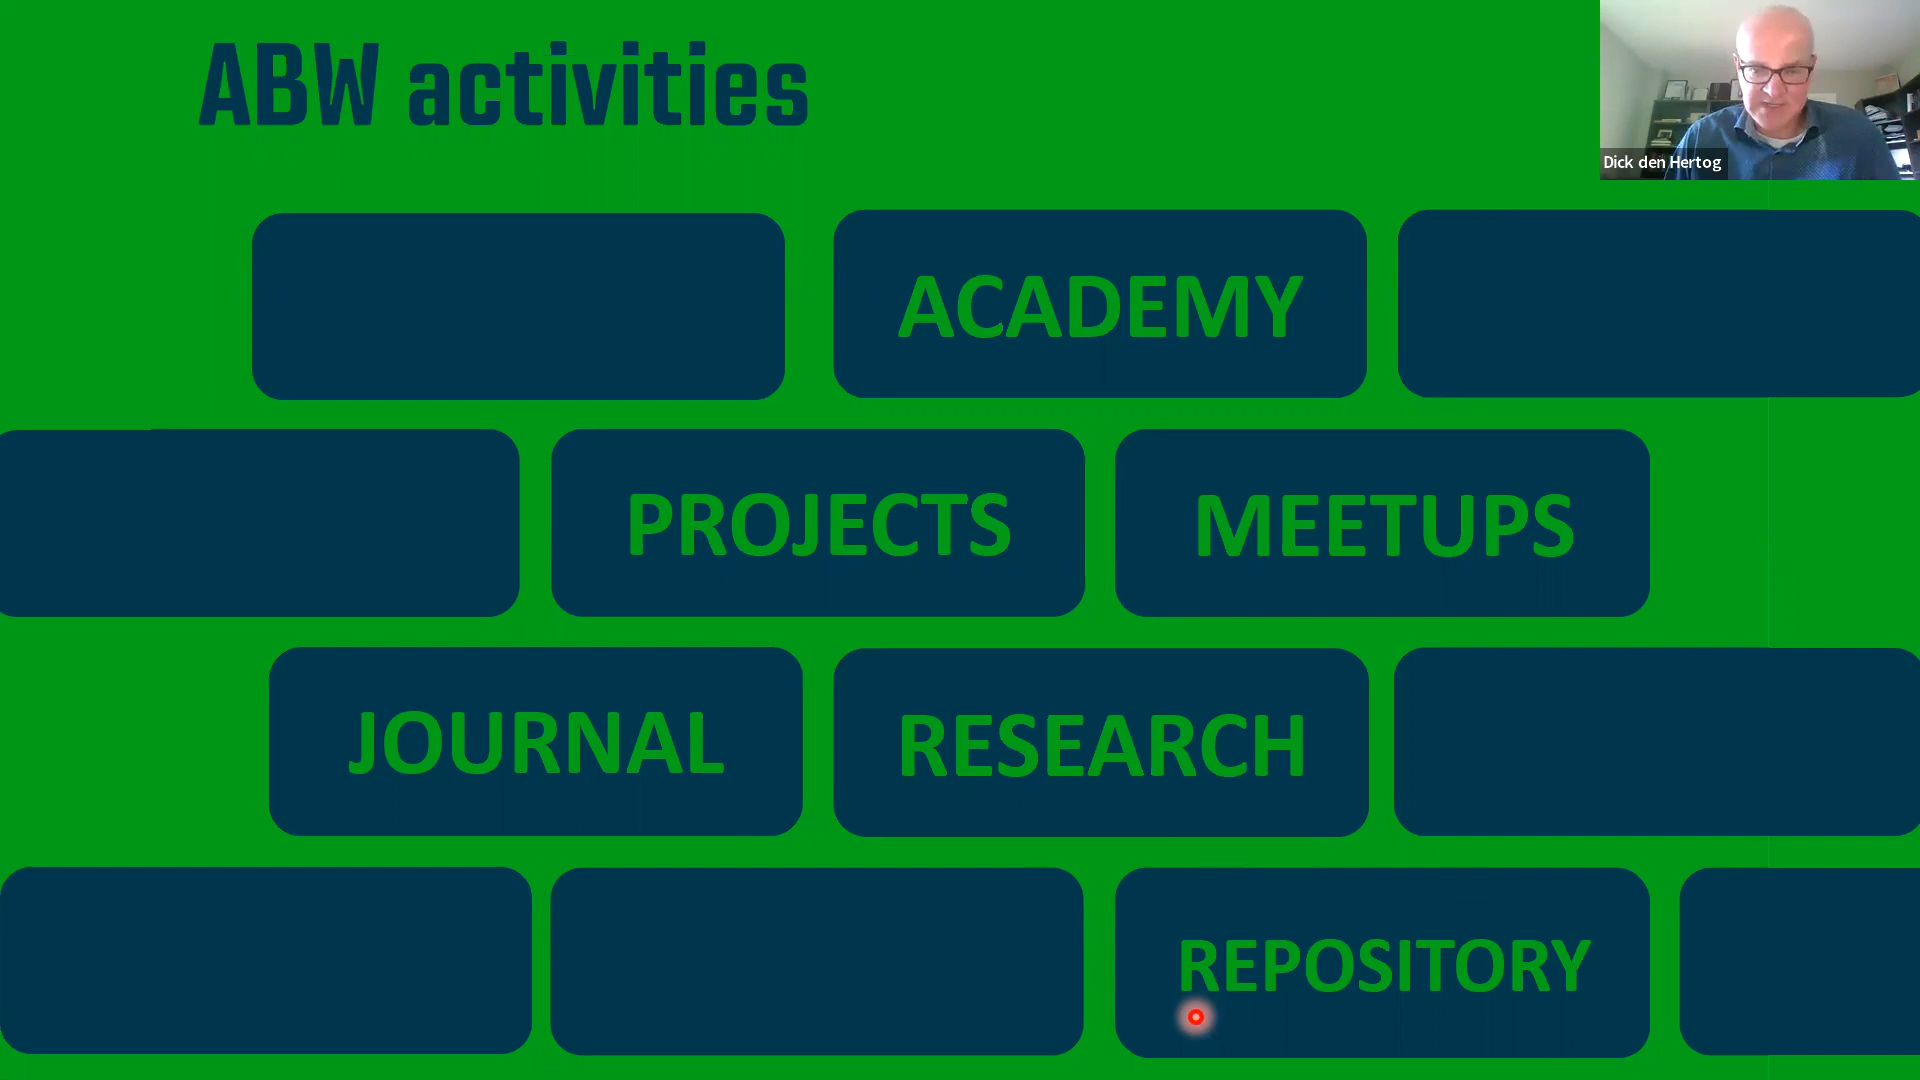 ABW activities
Dick den Hertog
ACADEMY
PROJECTS
MEETUPS
JOURNAL
RESEARCH
REPOSITORY